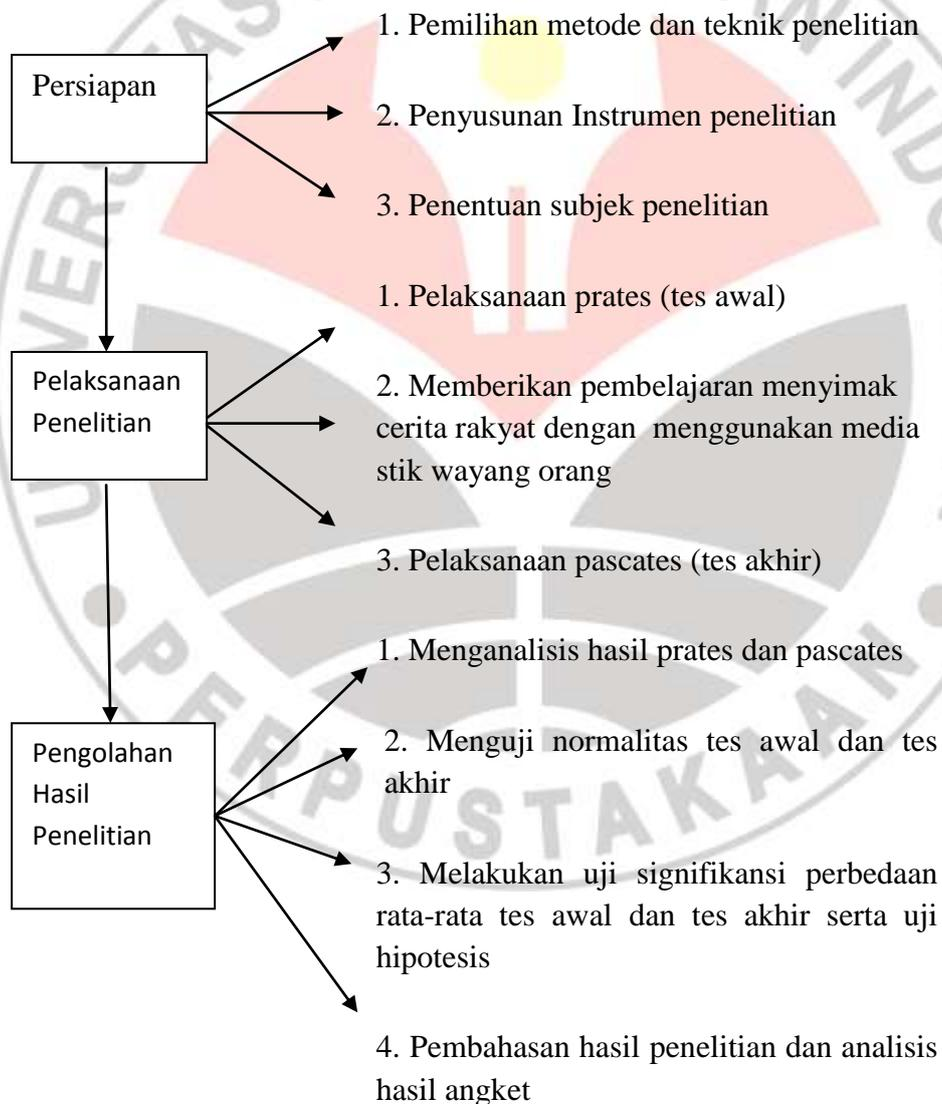 1. Pemilihan metode dan teknik penelitian
Persiapan
2. Penyusunan Instrumen penelitian
3. Penentuan subjek penelitian
1. Pelaksanaan prates (tes awal)
Pelaksanaan
Penelitian
2. Memberikan pembelajaran menyimak
cerita rakyat dengan menggunakan media
stik wayang orang
3. Pelaksanaan pascates (tes akhir)
1. Menganalisis hasil prates dan pascates
Pengolahan
Hasil
Penelitian
2. Menguji normalitas tes awal dan tes
akhir
3. Melakukan uji signifikansi perbedaan
rata-rata tes awal dan tes akhir serta uji
hipotesis
4. Pembahasan hasil penelitian dan analisis
hasil angket
PERPUSTAKAAN